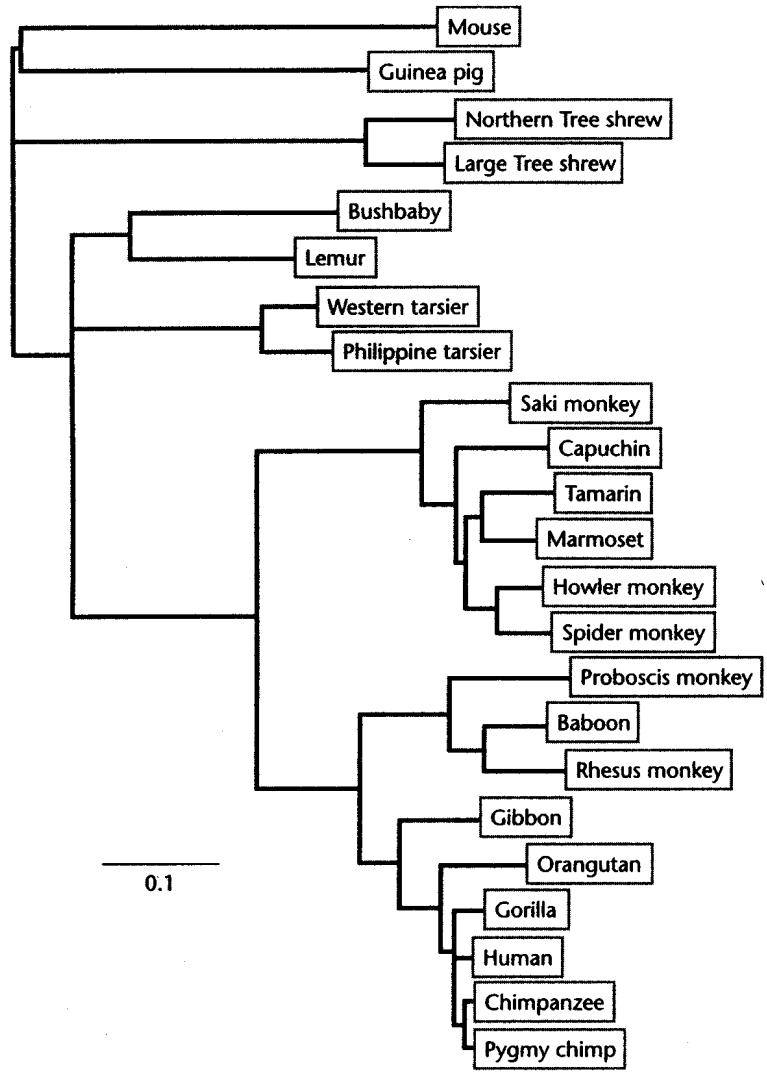 Mouse
Guinea pig
Northern Tree shrew
Large Tree shrew
Bushbaby
Lemur
Western tarsier
Philippine tarsier
Saki monkey
Capuchin
Tamarin
Marmoset
Howler monkey
Spider monkey
Proboscis monkey
Baboon
Rhesus monkey
Gibbon
Orangutan
0.1
Gorilla
Human
Chimpanzee
Pygmy chimp